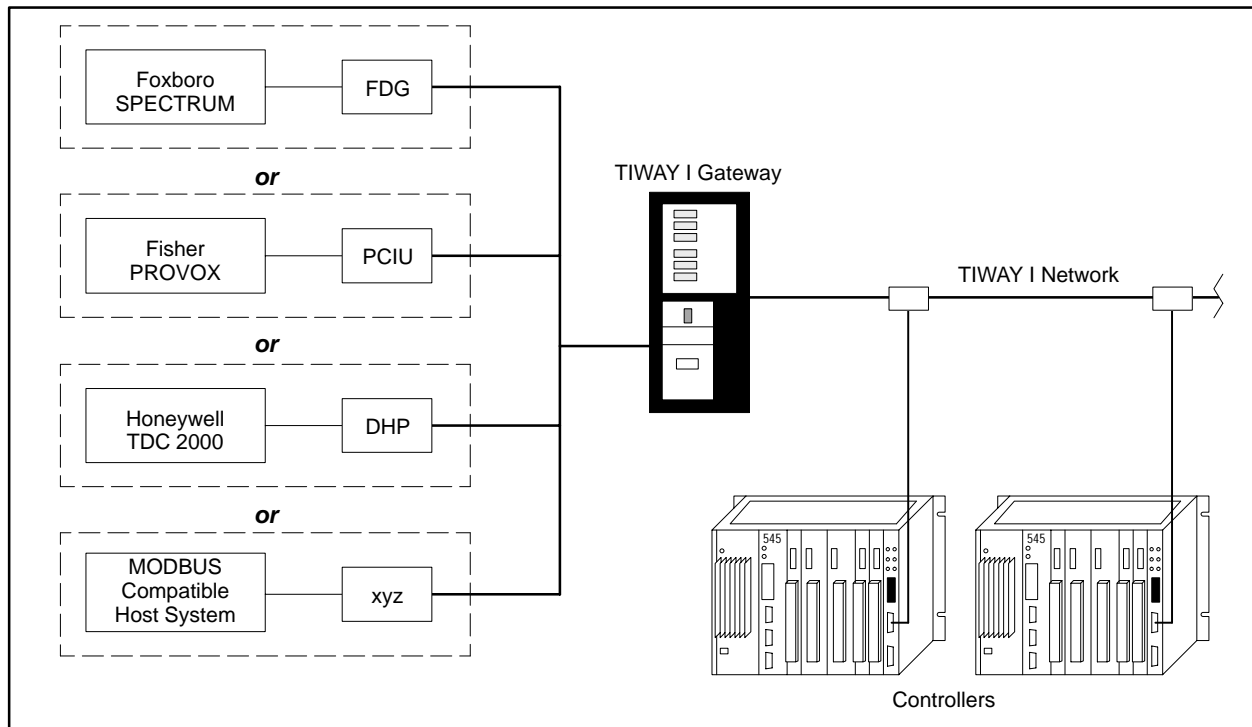 Foxboro
SPECTRUM
FDG
or
Fisher
PROVOX
PCIU
or
Honeywell
TDC 2000
DHP
or
MODBUS
Compatible
Host System
xyz
TIWAY I Gateway
TIWAY I Network
545
545
Controllers